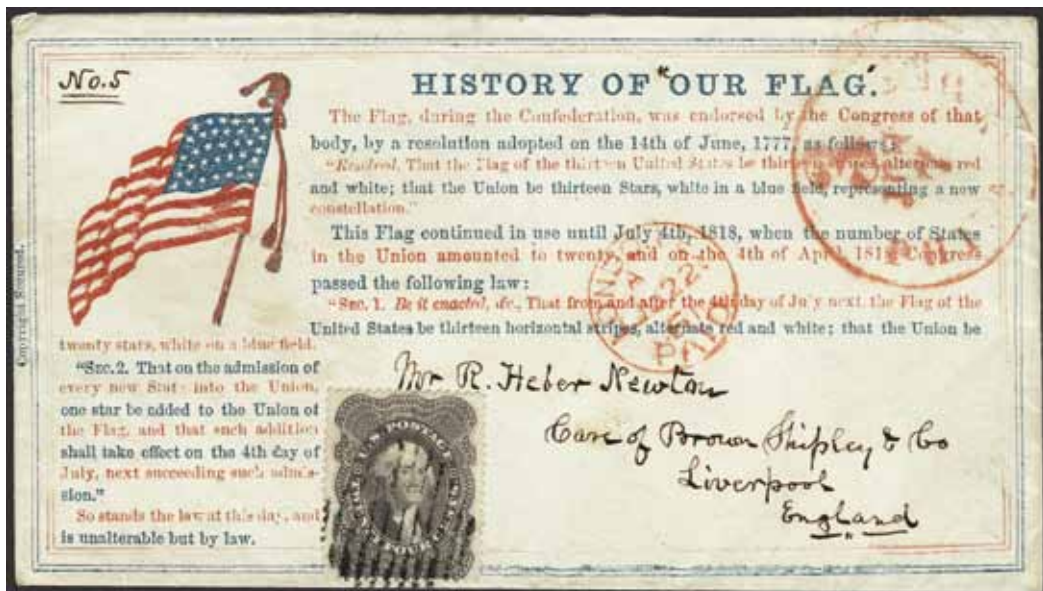 No. 5
HISTORY OF "OUR FLAG."
The Flag, during the Confederation, was endorsed by the Congress of that
body, by a resolution adopted on the 14th of June, 1777, as follows:
"Resolved, That the Flag of the thirteen United States be thirteen stripes, alternate red
and white; that the Union be thirteen Stars, white in a blue field, representing a new
constellation."
This Flag continued in use until July 4th, 1818, when the number of States
in the Union amounted to twenty, and on the 4th of April, 1818, Congress
passed the following law:
"SEC. 1. Be it enacted, &c., That from and after the 4th day of July next, the Flag of the
United States be thirteen horizontal stripes, alternate red and white; that the Union be
twenty stars, white on a blue field.
"SEC. 2. That on the admission of
every new State into the Union,
one star be added to the Union of
the Flag, and that such addition
shall take effect on the 4th day of
July, next succeeding such admis-
sion."
So stands the law at this day, and
is unalterable but by law.
Copyright Secured.
Mr R. Heber Newton
Care of Brown Shipley & Co
Liverpool
England
U.S. POSTAGE
22
PAID